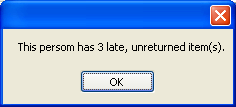 This persom has 3 late, unreturned item(s).
OK